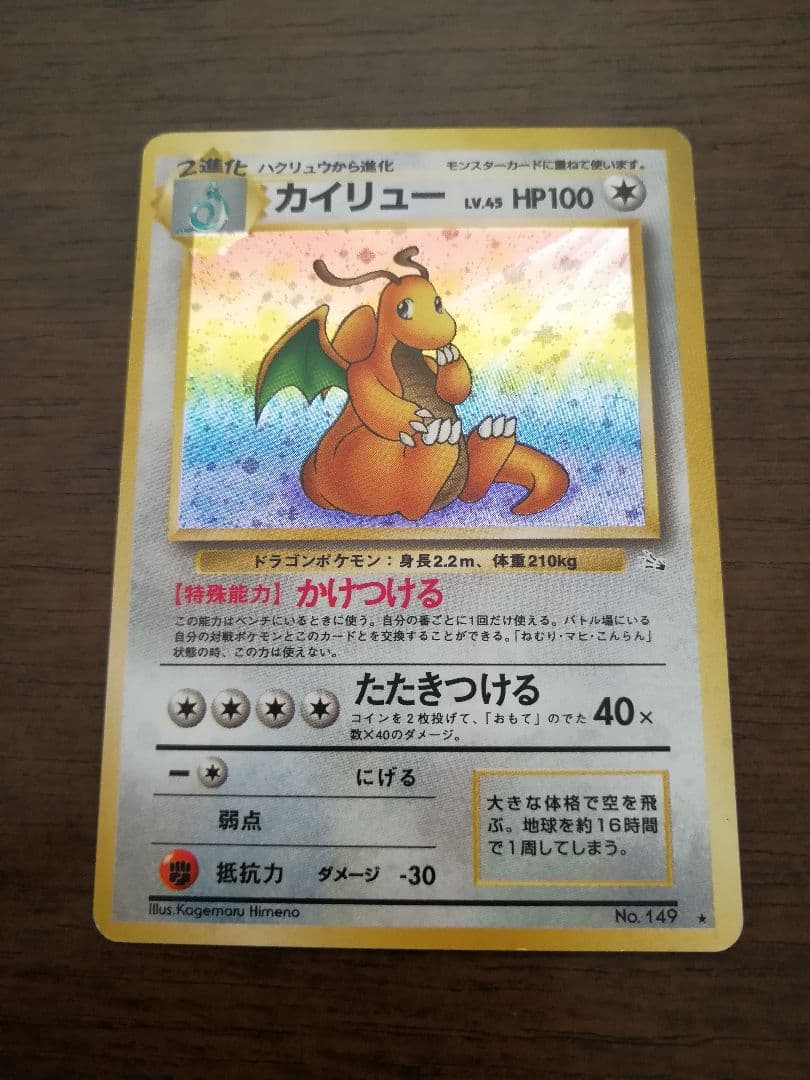 2進化 ハクリュウから進化 モンスターカードに重ねて使います。
カイリュー LV.45 HP100
ドラゴンポケモン：身長2.2m、体重210kg
【特殊能力】かけつける
この能力はベンチにいるときに使う。自分の番ごとに1回だけ使える。バトル場にいる
自分の対戦ポケモンとこのカードとを交換することができる。「ねむり・マヒ・こんらん」
状態の時、この力は使えない。
たたきつける
コインを2枚投げて、「おもて」のでた
数×40のダメージ。
40×
ー にげる
弱点
抵抗力 ダメージ -30
大きな体格で空を飛
ぶ。地球を約16時間
で1周してしまう。
Illus. Kagemaru Himeno
No. 149 ★